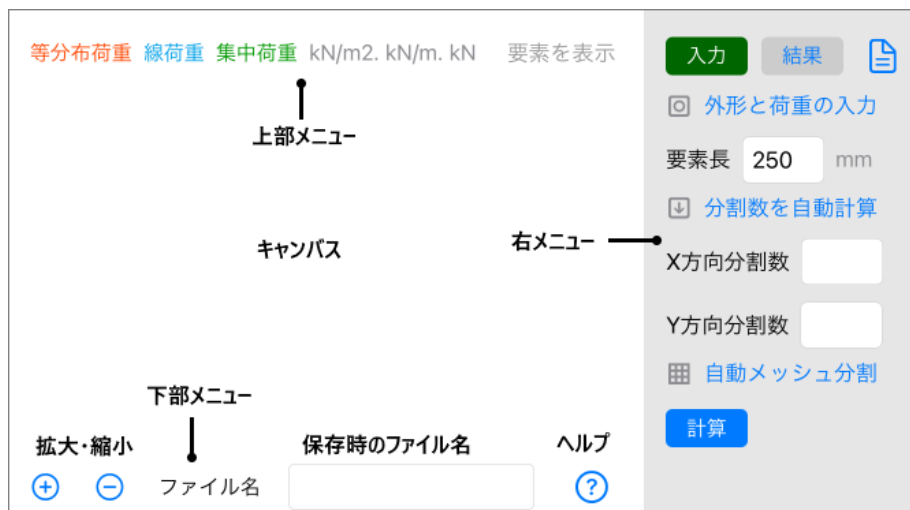 等分布荷重 線荷重 集中荷重 kN/m2. kN/m. kN 要素を表示
上部メニュー
キャンバス
右メニュー
下部メニュー
拡大・縮小
保存時のファイル名
ヘルプ
ファイル名
?
入力 結果
外形と荷重の入力
要素長 250 mm
分割数を自動計算
X方向分割数
Y方向分割数
自動メッシュ分割
計算